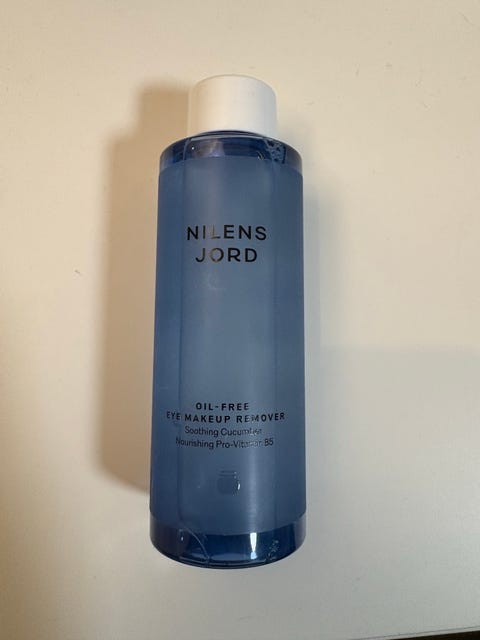 NILENS
JORD
OIL-FREE
EYE MAKEUP REMOVER
Soothing Cucumber
Nourishing Pro-Vitamin B5